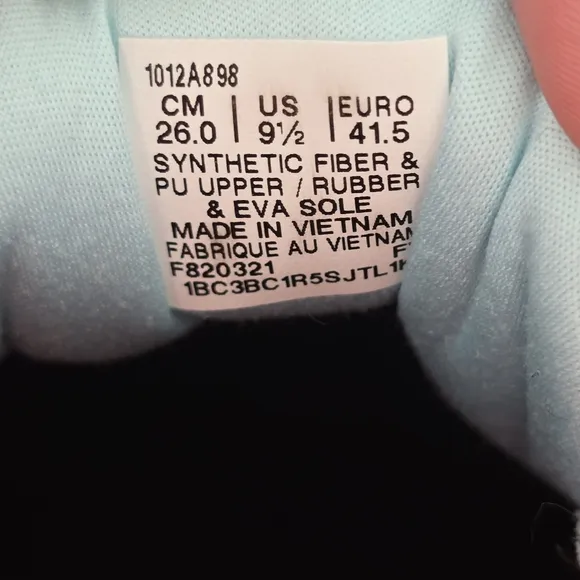 1012A898
CM | US | EURO
26.0 | 9½ | 41.5
SYNTHETIC FIBER &
PU UPPER / RUBBER
& EVA SOLE
MADE IN VIETNAM
FABRIQUE AU VIETNAM
F820321
1BC3BC1R5SJTL1